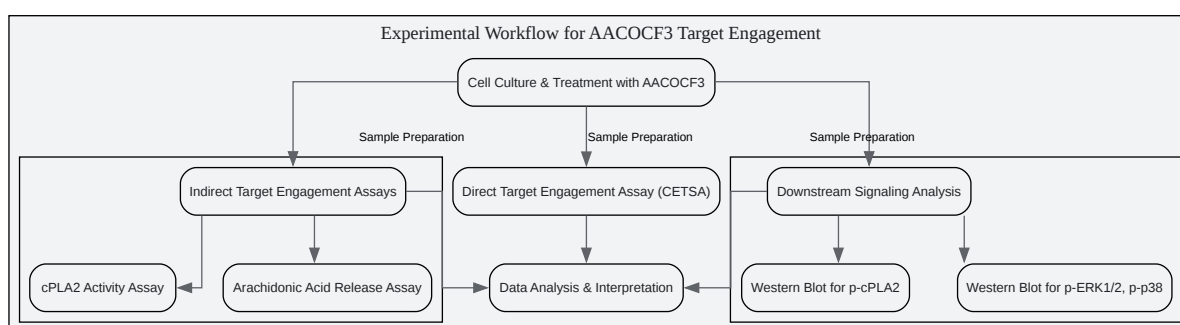 Experimental Workflow for AACOCF3 Target Engagement
Cell Culture & Treatment with AACOCF3
Sample Preparation
Sample Preparation
Sample Preparation
Indirect Target Engagement Assays
Direct Target Engagement Assay (CETSA)
Downstream Signaling Analysis
cPLA2 Activity Assay
Arachidonic Acid Release Assay
Data Analysis & Interpretation
Western Blot for p-cPLA2
Western Blot for p-ERK1/2, p-p38